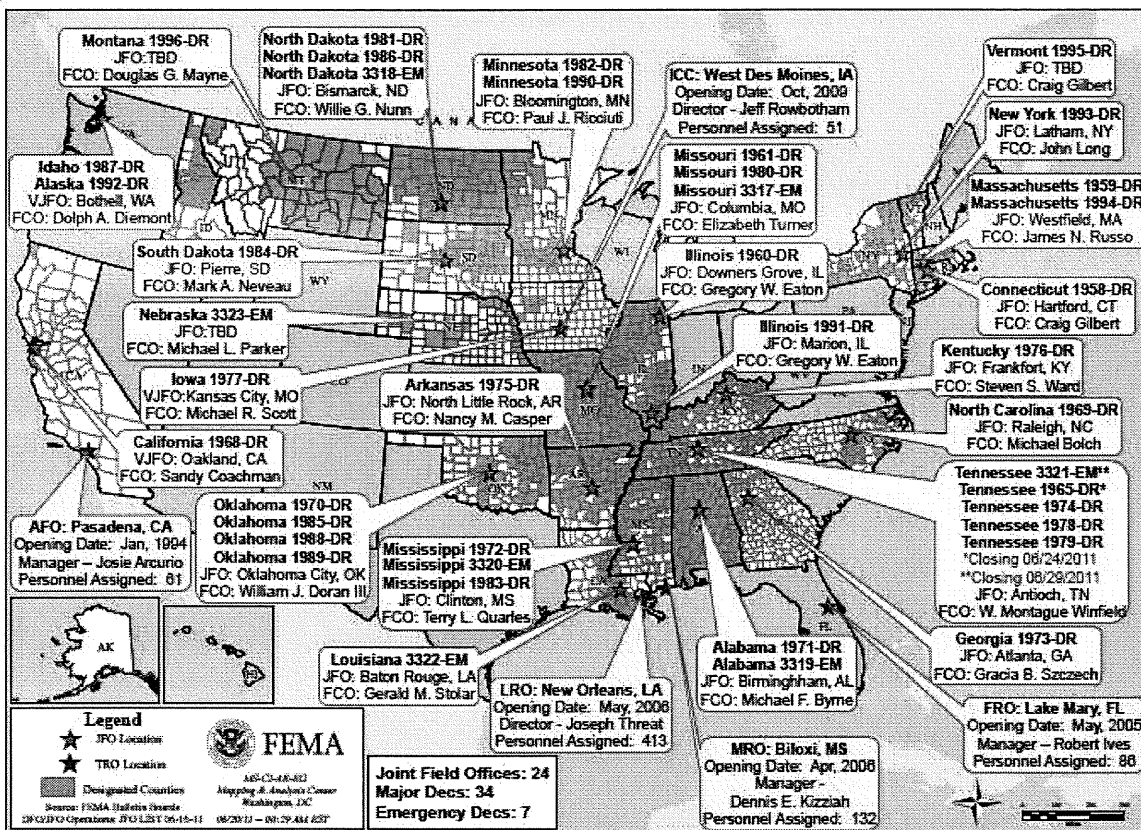 Montana 1996-DR
JFO:TBD
FCO: Douglas G. Mayne
North Dakota 1981-DR
North Dakota 1986-DR
North Dakota 3318-EM
JFO: Bismarck, ND
FCO: Willie G. Nunn
Minnesota 1982-DR
Minnesota 1990-DR
JFO: Bloomington, MN
FCO: Paul J. Ricciuti
ICC: West Des Moines, IA
Opening Date: Oct, 2009
Director - Jeff Rowbotham
Personnel Assigned: 51
Vermont 1995-DR
JFO: TBD
FCO: Craig Gilbert
New York 1993-DR
JFO: Latham, NY
FCO: John Long
Idaho 1987-DR
Alaska 1992-DR
VJFO: Bothell, WA
FCO: Dolph A. Diemont
Missouri 1961-DR
Missouri 1980-DR
Missouri 3317-EM
JFO: Columbia, MO
FCO: Elizabeth Turner
Massachusetts 1959-DR
Massachusetts 1994-DR
JFO: Westfield, MA
FCO: James N. Russo
South Dakota 1984-DR
JFO: Pierre, SD
FCO: Mark A. Neveau
Illinois 1960-DR
JFO: Downers Grove, IL
FCO: Gregory W. Eaton
Connecticut 1958-DR
JFO: Hartford, CT
FCO: Craig Gilbert
Nebraska 3323-EM
JFO:TBD
FCO: Michael L. Parker
Illinois 1991-DR
JFO: Marion, IL
FCO: Gregory W. Eaton
Kentucky 1976-DR
JFO: Frankfort, KY
FCO: Steven S. Ward
Iowa 1977-DR
VJFO:Kansas City, MO
FCO: Michael R. Scott
Arkansas 1975-DR
JFO: North Little Rock, AR
FCO: Nancy M. Casper
North Carolina 1969-DR
JFO: Raleigh, NC
FCO: Michael Bolch
California 1968-DR
VJFO: Oakland, CA
FCO: Sandy Coachman
Tennessee 3321-EM**
Tennessee 1965-DR*
Tennessee 1974-DR
Tennessee 1978-DR
Tennessee 1979-DR
*Closing 06/24/2011
**Closing 06/29/2011
JFO: Antioch, TN
FCO: W. Montague Winfield
AFO: Pasadena, CA
Opening Date: Jan, 1994
Manager – Josie Arcurio
Personnel Assigned: 61
Oklahoma 1970-DR
Oklahoma 1985-DR
Oklahoma 1988-DR
Oklahoma 1989-DR
JFO: Oklahoma City, OK
FCO: William J. Doran III
Mississippi 1972-DR
Mississippi 3320-EM
Mississippi 1983-DR
JFO: Clinton, MS
FCO: Terry L. Quarles
Georgia 1973-DR
JFO: Atlanta, GA
FCO: Gracia B. Szczech
Alabama 1971-DR
Alabama 3319-EM
JFO: Birmingham, AL
FCO: Michael F. Byrne
Louisiana 3322-EM
JFO: Baton Rouge, LA
FCO: Gerald M. Stolar
LRO: New Orleans, LA
Opening Date: May, 2006
Director - Joseph Threat
Personnel Assigned: 413
FRO: Lake Mary, FL
Opening Date: May, 2005
Manager – Robert Ives
Personnel Assigned: 86
MRO: Biloxi, MS
Opening Date: Apr, 2006
Manager -
Dennis E. Kizziah
Personnel Assigned: 132
WY
SD
WI
NM
AK
HI
Legend
JFO Location
TRO Location
Designated Counties
FEMA
Mapping & Analysis Center
Washington, DC
Joint Field Offices: 24
Major Decs: 34
Emergency Decs: 7